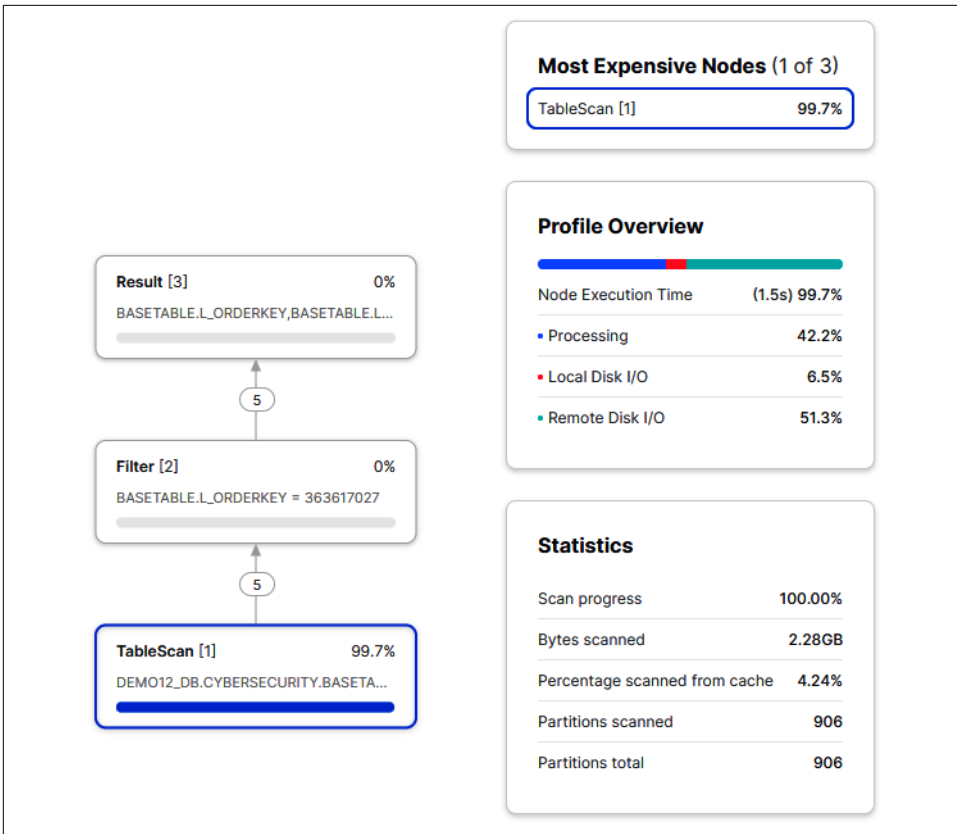 Most Expensive Nodes (1 of 3)
TableScan [1] 99.7%
Profile Overview
Node Execution Time (1.5s) 99.7%
Processing 42.2%
Local Disk I/O 6.5%
Remote Disk I/O 51.3%
Statistics
Scan progress 100.00%
Bytes scanned 2.28GB
Percentage scanned from cache 4.24%
Partitions scanned 906
Partitions total 906
Result [3] 0%
BASETABLE.L_ORDERKEY,BASETABLE.L...
5
Filter [2] 0%
BASETABLE.L_ORDERKEY = 363617027
5
TableScan [1] 99.7%
DEMO12_DB.CYBERSECURITY.BASETA...